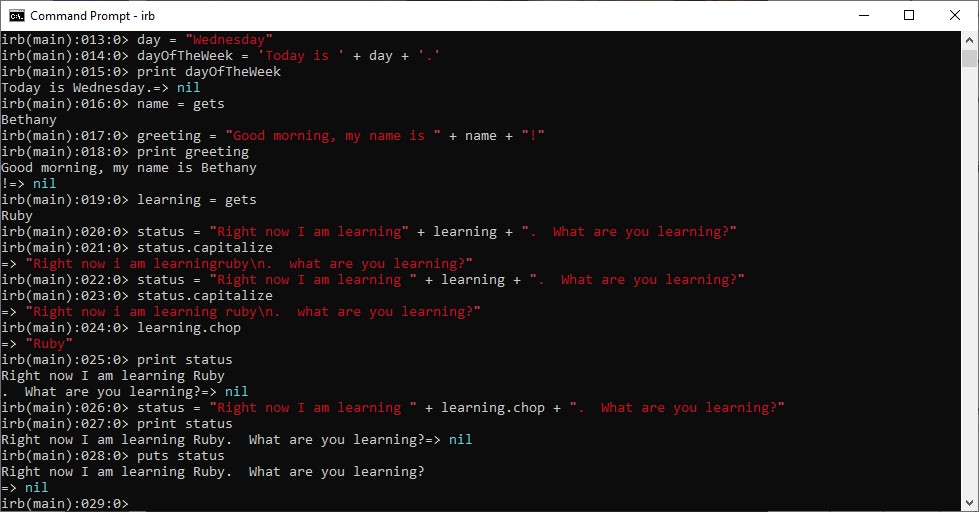 Command Prompt - irb
irb(main):013:0> day = "Wednesday"
irb(main):014:0> dayOfTheWeek = 'Today is ' + day + '.'
irb(main):015:0> print dayOfTheWeek
Today is Wednesday.=> nil
irb(main):016:0> name = gets
Bethany
irb(main):017:0> greeting = "Good morning, my name is " + name + "!"
irb(main):018:0> print greeting
Good morning, my name is Bethany
!=> nil
irb(main):019:0> learning = gets
Ruby
irb(main):020:0> status = "Right now I am learning" + learning + ".  What are you learning?"
irb(main):021:0> status.capitalize
=> "Right now i am learningruby\n.  what are you learning?"
irb(main):022:0> status = "Right now I am learning " + learning + ".  What are you learning?"
irb(main):023:0> status.capitalize
=> "Right now i am learning ruby\n.  what are you learning?"
irb(main):024:0> learning.chop
=> "Ruby"
irb(main):025:0> print status
Right now I am learning Ruby
.  What are you learning?=> nil
irb(main):026:0> status = "Right now I am learning " + learning.chop + ".  What are you learning?"
irb(main):027:0> print status
Right now I am learning Ruby.  What are you learning?=> nil
irb(main):028:0> puts status
Right now I am learning Ruby.  What are you learning?
=> nil
irb(main):029:0>